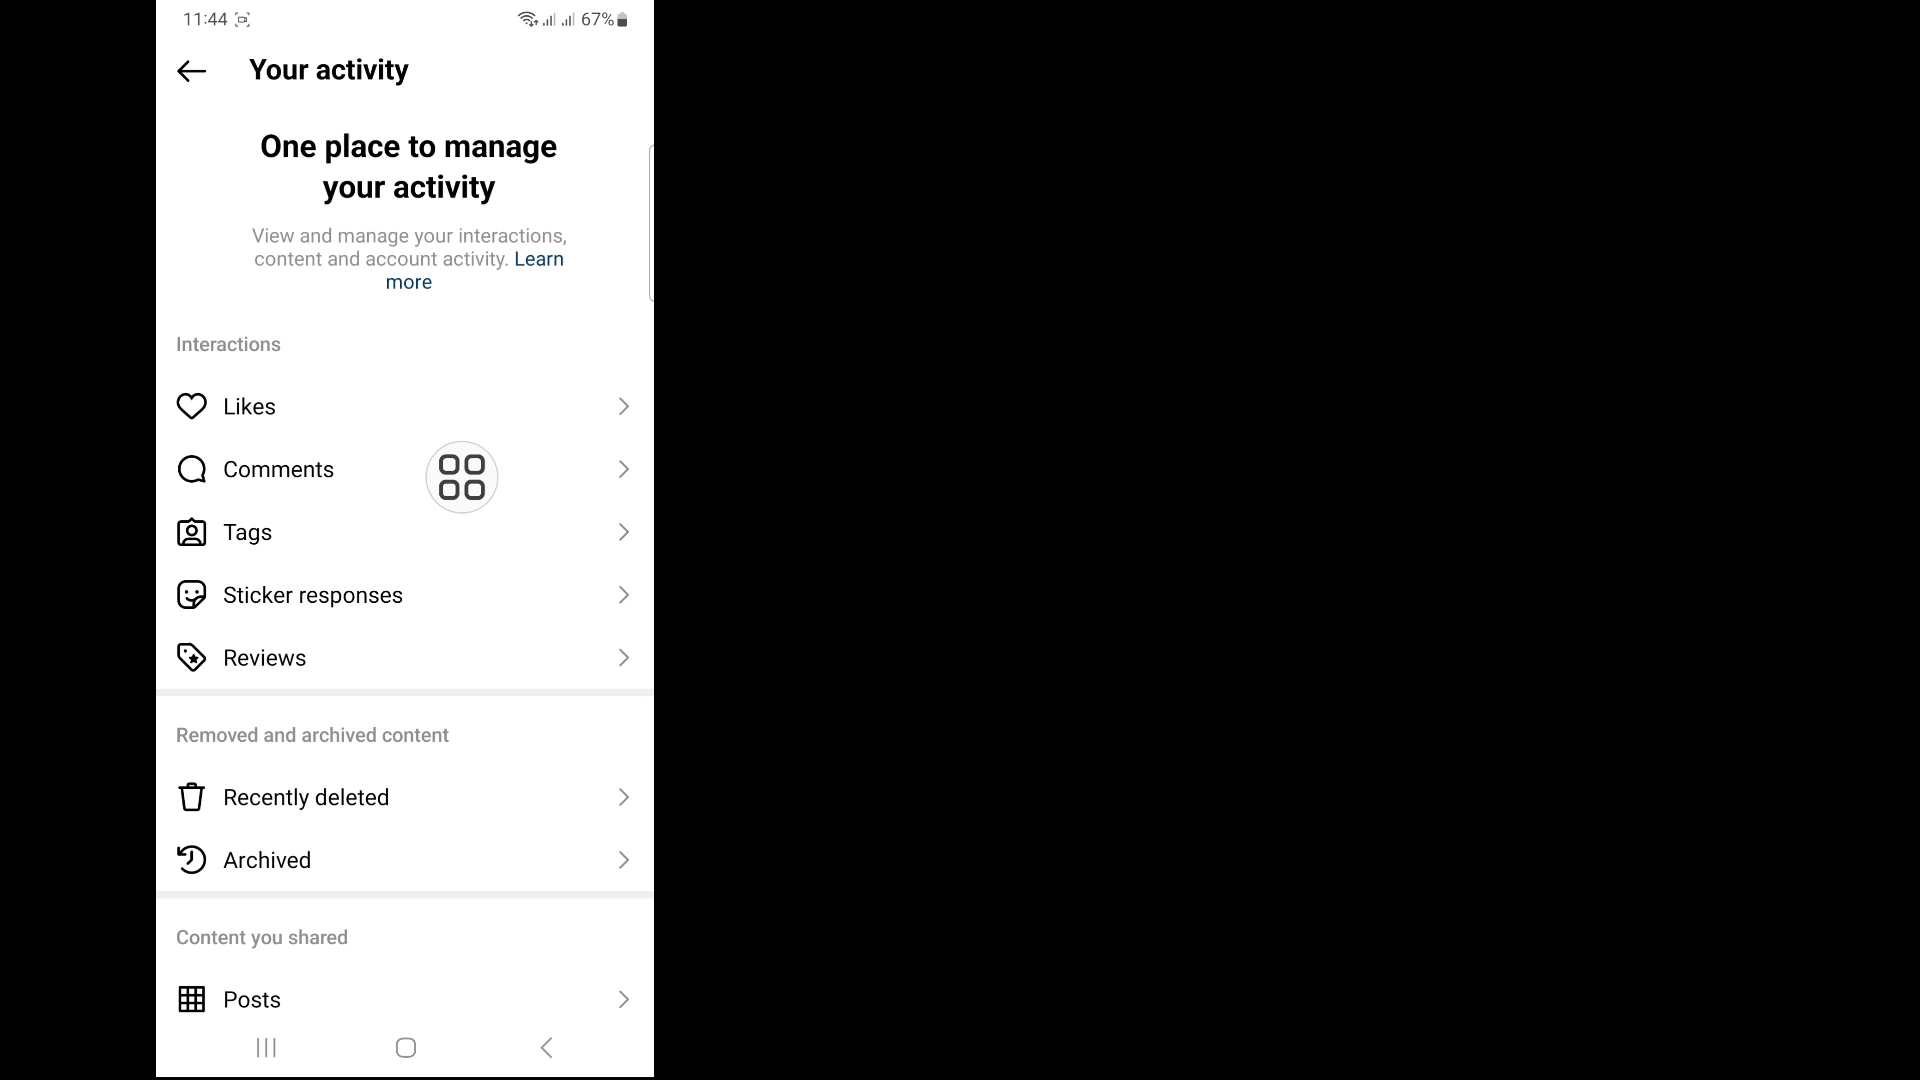 11:44 67%
Your activity
One place to manage
your activity
View and manage your interactions,
content and account activity. Learn
more
Interactions
Likes
Comments
Tags
Sticker responses
Reviews
Removed and archived content
Recently deleted
Archived
Content you shared
Posts